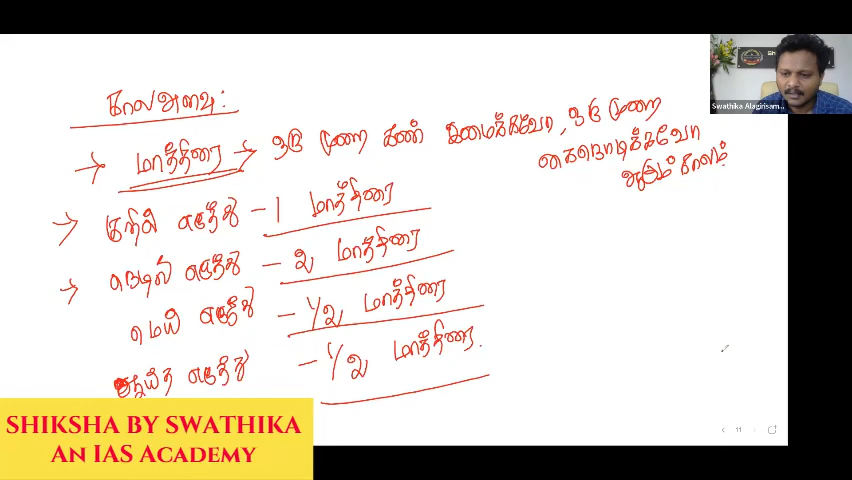 Swathika Alagirisam...
கால அளவு:
→ மாத்திரை → ஒரு முறை கண் இமைக்கவோ, ஒரு முறை
கைநொடிக்கவோ
ஆகும் காலம்.
→ குறில் எழுத்து - 1 மாத்திரை
→ நெடில் எழுத்து - 2 மாத்திரை
மெய் எழுத்து - 1/2 மாத்திரை
ஆய்த எழுத்து - 1/2 மாத்திரை.
11
SHIKSHA BY SWATHIKA
AN IAS ACADEMY